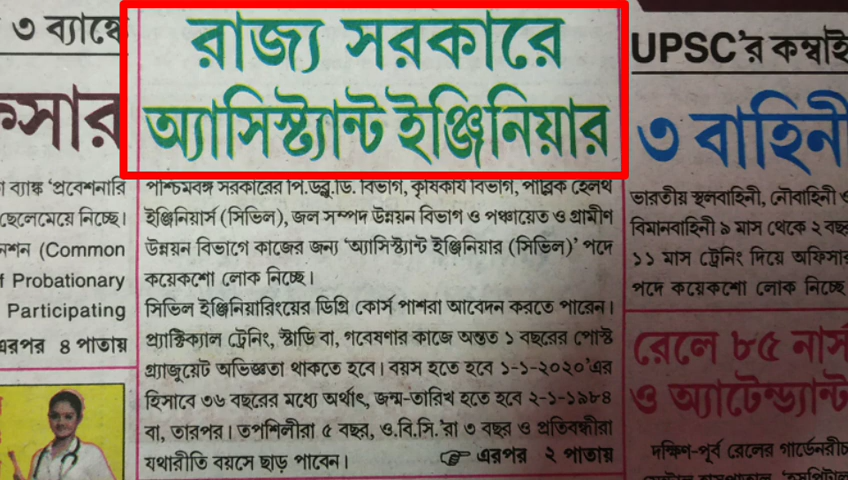 ৩ ব্যাঙ্কে
রাজ্য সরকারে
অ্যাসিস্ট্যান্ট ইঞ্জিনিয়ার
পশ্চিমবঙ্গ সরকারের পি.ডব্লু.ডি. বিভাগ, কৃষিকার্য বিভাগ, পাব্লিক হেলথ
ইঞ্জিনিয়ার্স (সিভিল), জল সম্পদ উন্নয়ন বিভাগ ও পঞ্চায়েত ও গ্রামীণ
উন্নয়ন বিভাগে কাজের জন্য 'অ্যাসিস্ট্যান্ট ইঞ্জিনিয়ার (সিভিল)' পদে
কয়েকশো লোক নিচ্ছে।
সিভিল ইঞ্জিনিয়ারিংয়ের ডিগ্রি কোর্স পাশরা আবেদন করতে পারেন।
প্র্যাক্টিক্যাল ট্রেনিং, স্টাডি বা, গবেষণার কাজে অন্তত ১ বছরের পোস্ট
গ্র্যাজুয়েট অভিজ্ঞতা থাকতে হবে। বয়স হতে হবে ১-১-২০২০'এর
হিসাবে ৩৬ বছরের মধ্যে অর্থাৎ, জন্ম-তারিখ হতে হবে ২-১-১৯৮৪
বা, তারপর। তপশিলীরা ৫ বছর, ও.বি.সি.'রা ৩ বছর ও প্রতিবন্ধীরা
যথারীতি বয়সে ছাড় পাবেন।
এরপর ২ পাতায়
ব্যাঙ্ক 'প্রবেশনারি
ছেলেমেয়ে নিচ্ছে।
(Common
Probationary
Participating
এরপর ৪ পাতায়
UPSC'র
৩ বাহিনী
ভারতীয় স্থলবাহিনী, নৌবাহিনী ও
বিমানবাহিনী ৯ মাস থেকে ২ বছর
১১ মাস ট্রেনিং দিয়ে অফিসার
পদে কয়েকশো লোক নিচ্ছে
রেলে ৮৫ নার্স
ও অ্যাটেন্ড্যান্ট
দক্ষিণ-পূর্ব রেলের গার্ডেনরীচ